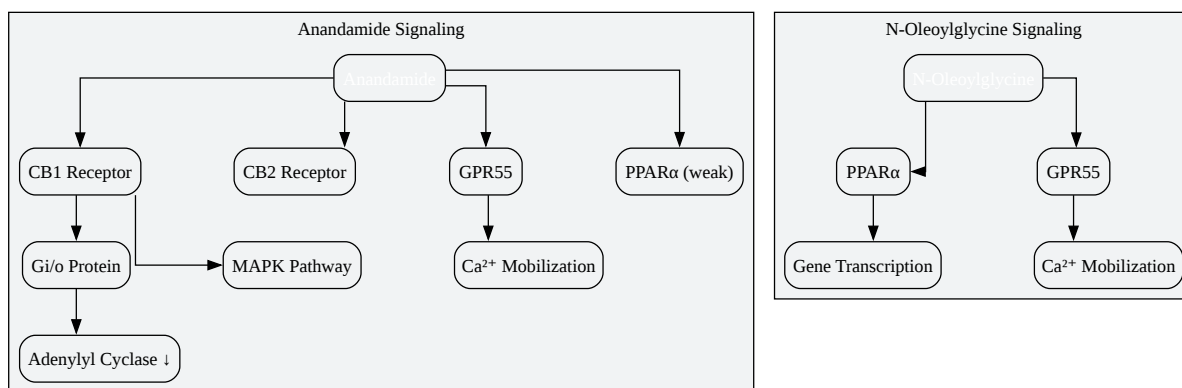 Anandamide Signaling
Anandamide
CB1 Receptor
CB2 Receptor
GPR55
PPARα (weak)
Gi/o Protein
MAPK Pathway
Ca²⁺ Mobilization
Adenylyl Cyclase ↓
N-Oleoylglycine Signaling
N-Oleoylglycine
PPARα
GPR55
Gene Transcription
Ca²⁺ Mobilization